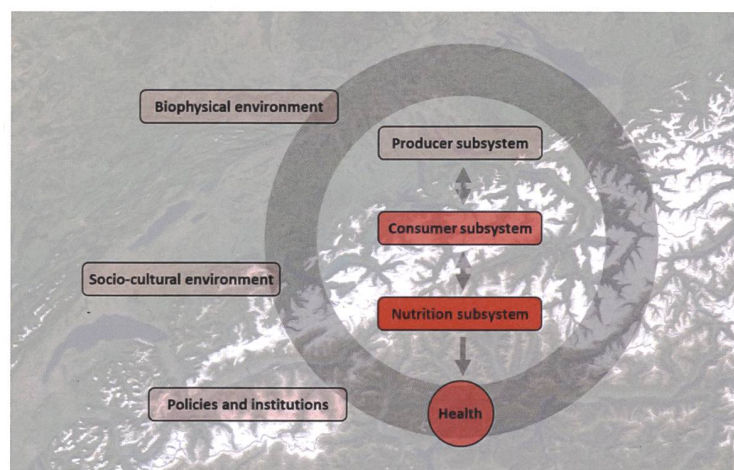 Biophysical environment
Producer subsystem
Consumer subsystem
Socio-cultural environment
Nutrition subsystem
Policies and institutions
Health